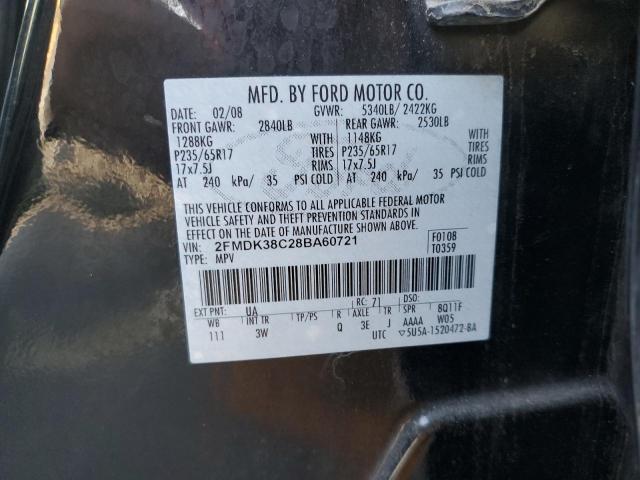 MFD. BY FORD MOTOR CO.
DATE: 02/08 GVWR: 5340LB/ 2422KG
FRONT GAWR: 2840LB REAR GAWR: 2530LB
1288KG WITH 1148KG WITH
P235/65R17 TIRES P235/65R17 TIRES
17x7.5J RIMS 17x7.5J RIMS
AT 240 kPa/ 35 PSI COLD AT 240 kPa/ 35 PSI COLD
THIS VEHICLE CONFORMS TO ALL APPLICABLE FEDERAL MOTOR
VEHICLE SAFETY AND THEFT PREVENTION STANDARDS IN
EFFECT ON THE DATE OF MANUFACTURE SHOWN ABOVE.
VIN: 2FMDK38C28BA60721 F0108
TYPE: MPV T0359
EXT PNT: UA RC: 71 DSO:
WB INT TR TP/PS R AXLE TR SPR 8Q11F
111 3W Q 3E J AAAA W05
UTC ▽5U5A-1520472-BA